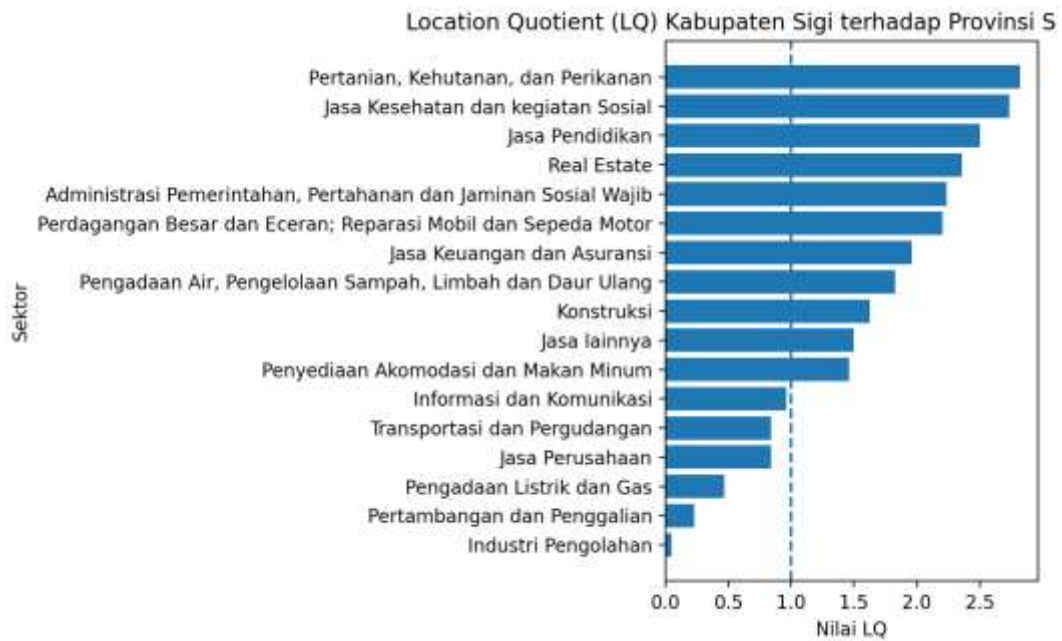 Location Quotient (LQ) Kabupaten Sigi terhadap Provinsi S
Pertanian, Kehutanan, dan Perikanan
Jasa Kesehatan dan kegiatan Sosial
Jasa Pendidikan
Real Estate
Administrasi Pemerintahan, Pertahanan dan Jaminan Sosial Wajib
Perdagangan Besar dan Eceran; Reparasi Mobil dan Sepeda Motor
Jasa Keuangan dan Asuransi
Pengadaan Air, Pengelolaan Sampah, Limbah dan Daur Ulang
Konstruksi
Jasa lainnya
Penyediaan Akomodasi dan Makan Minum
Informasi dan Komunikasi
Transportasi dan Pergudangan
Jasa Perusahaan
Pengadaan Listrik dan Gas
Pertambangan dan Penggalian
Industri Pengolahan
Sektor
0.0 0.5 1.0 1.5 2.0 2.5
Nilai LQ